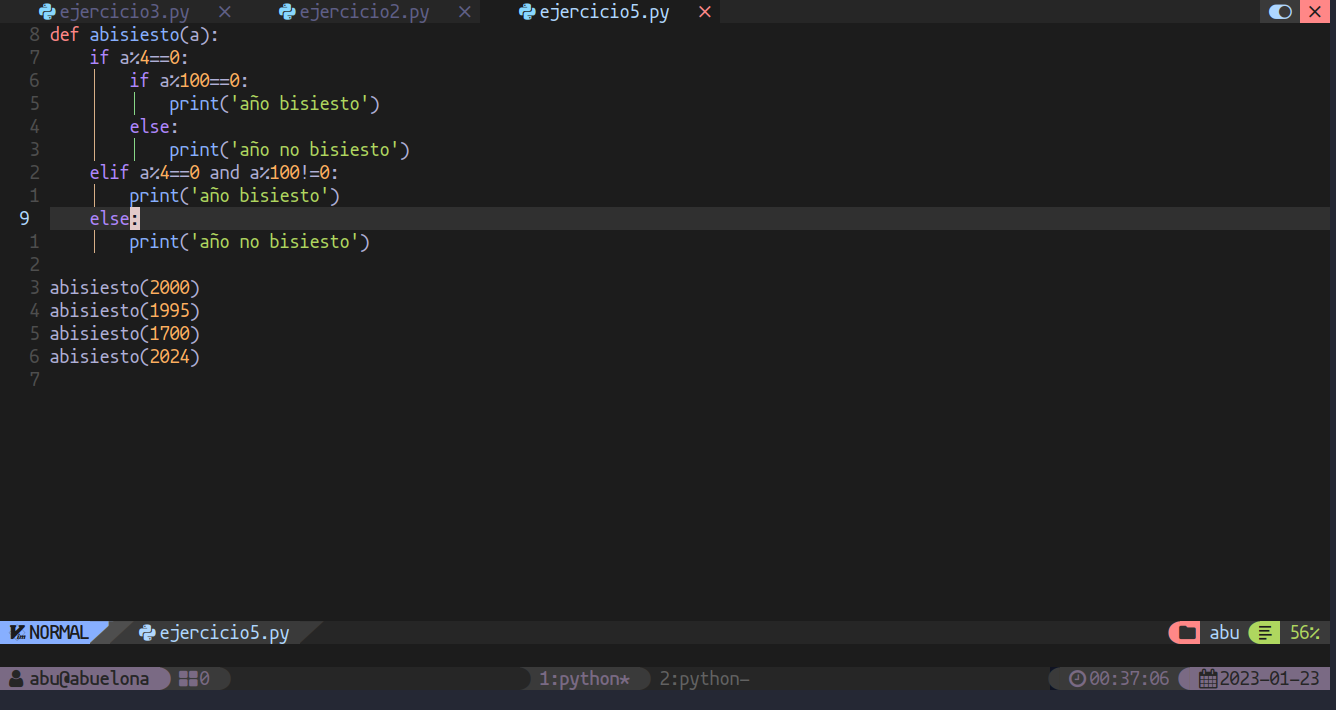 ejercicio3.py × ejercicio2.py × ejercicio5.py × ×
8 def abisiesto(a):
7     if a%4==0:
6         if a%100==0:
5             print('año bisiesto')
4         else:
3             print('año no bisiesto')
2     elif a%4==0 and a%100!=0:
1         print('año bisiesto')
9     else:
1         print('año no bisiesto')
2
3 abisiesto(2000)
4 abisiesto(1995)
5 abisiesto(1700)
6 abisiesto(2024)
7
NORMAL ejercicio5.py abu 56%
abu@abuelona 0 1:python* 2:python- 00:37:06 2023-01-23